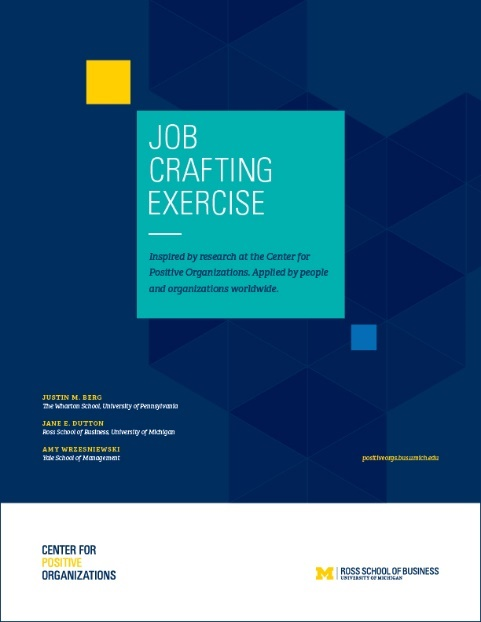 JOB
CRAFTING
EXERCISE
Inspired by research at the Center for
Positive Organizations. Applied by people
and organizations worldwide.
JUSTIN M. BERG
The Wharton School, University of Pennsylvania
JANE E. DUTTON
Ross School of Business, University of Michigan
AMY WRZESNIEWSKI
Yale School of Management
positiveorgs.bus.umich.edu
CENTER FOR
POSITIVE
ORGANIZATIONS
M ROSS SCHOOL OF BUSINESS
UNIVERSITY OF MICHIGAN